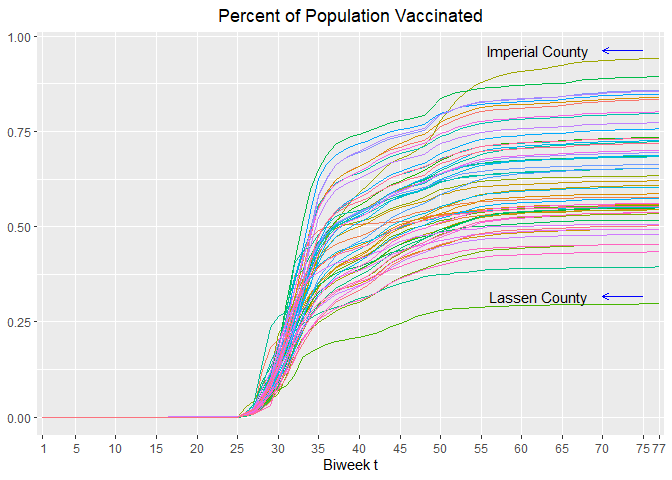 Percent of Population Vaccinated
1.00
Imperial County
0.75
0.50
Lassen County
0.25
0.00
1 5 10 15 20 25 30 35 40 45 50 55 60 65 70 75 77
Biweek t